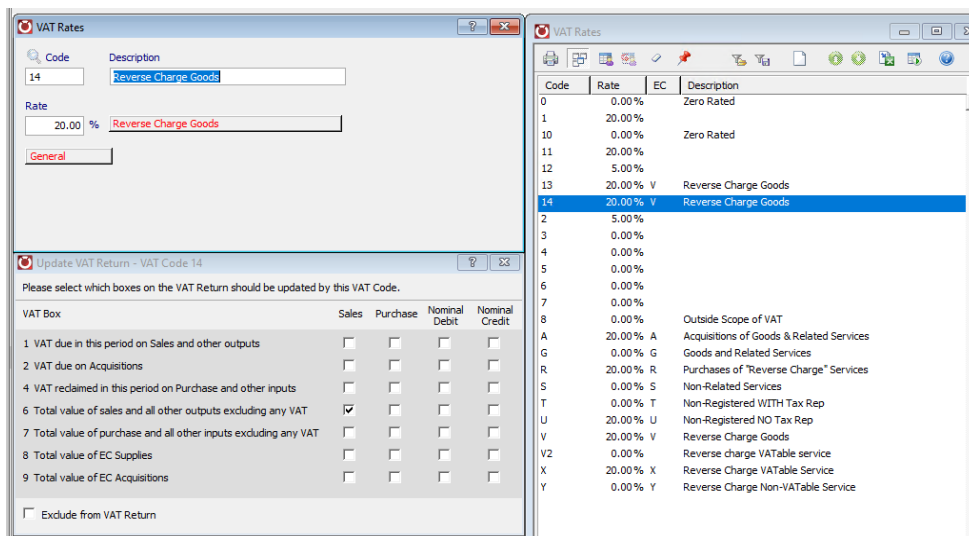 VAT Rates
Code Description
14 Reverse Charge Goods
Rate
20.00 % Reverse Charge Goods
General
Update VAT Return - VAT Code 14
Please select which boxes on the VAT Return should be updated by this VAT Code.
VAT Box Sales Purchase Nominal Debit Nominal Credit
1 VAT due in this period on Sales and other outputs
2 VAT due on Acquisitions
4 VAT reclaimed in this period on Purchase and other inputs
6 Total value of sales and all other outputs excluding any VAT
7 Total value of purchase and all other inputs excluding any VAT
8 Total value of EC Supplies
9 Total value of EC Acquisitions
Exclude from VAT Return
VAT Rates
Code Rate EC Description
0 0.00% Zero Rated
1 20.00%
10 0.00% Zero Rated
11 20.00%
12 5.00%
13 20.00% V Reverse Charge Goods
14 20.00% V Reverse Charge Goods
2 5.00%
3 0.00%
4 0.00%
5 0.00%
6 0.00%
7 0.00%
8 0.00% Outside Scope of VAT
A 20.00% A Acquisitions of Goods & Related Services
G 0.00% G Goods and Related Services
R 20.00% R Purchases of "Reverse Charge" Services
S 0.00% S Non-Related Services
T 0.00% T Non-Registered WITH Tax Rep
U 20.00% U Non-Registered NO Tax Rep
V 20.00% V Reverse Charge Goods
V2 0.00% Reverse charge VATable service
X 20.00% X Reverse Charge VATable Service
Y 0.00% Y Reverse Charge Non-VATable Service